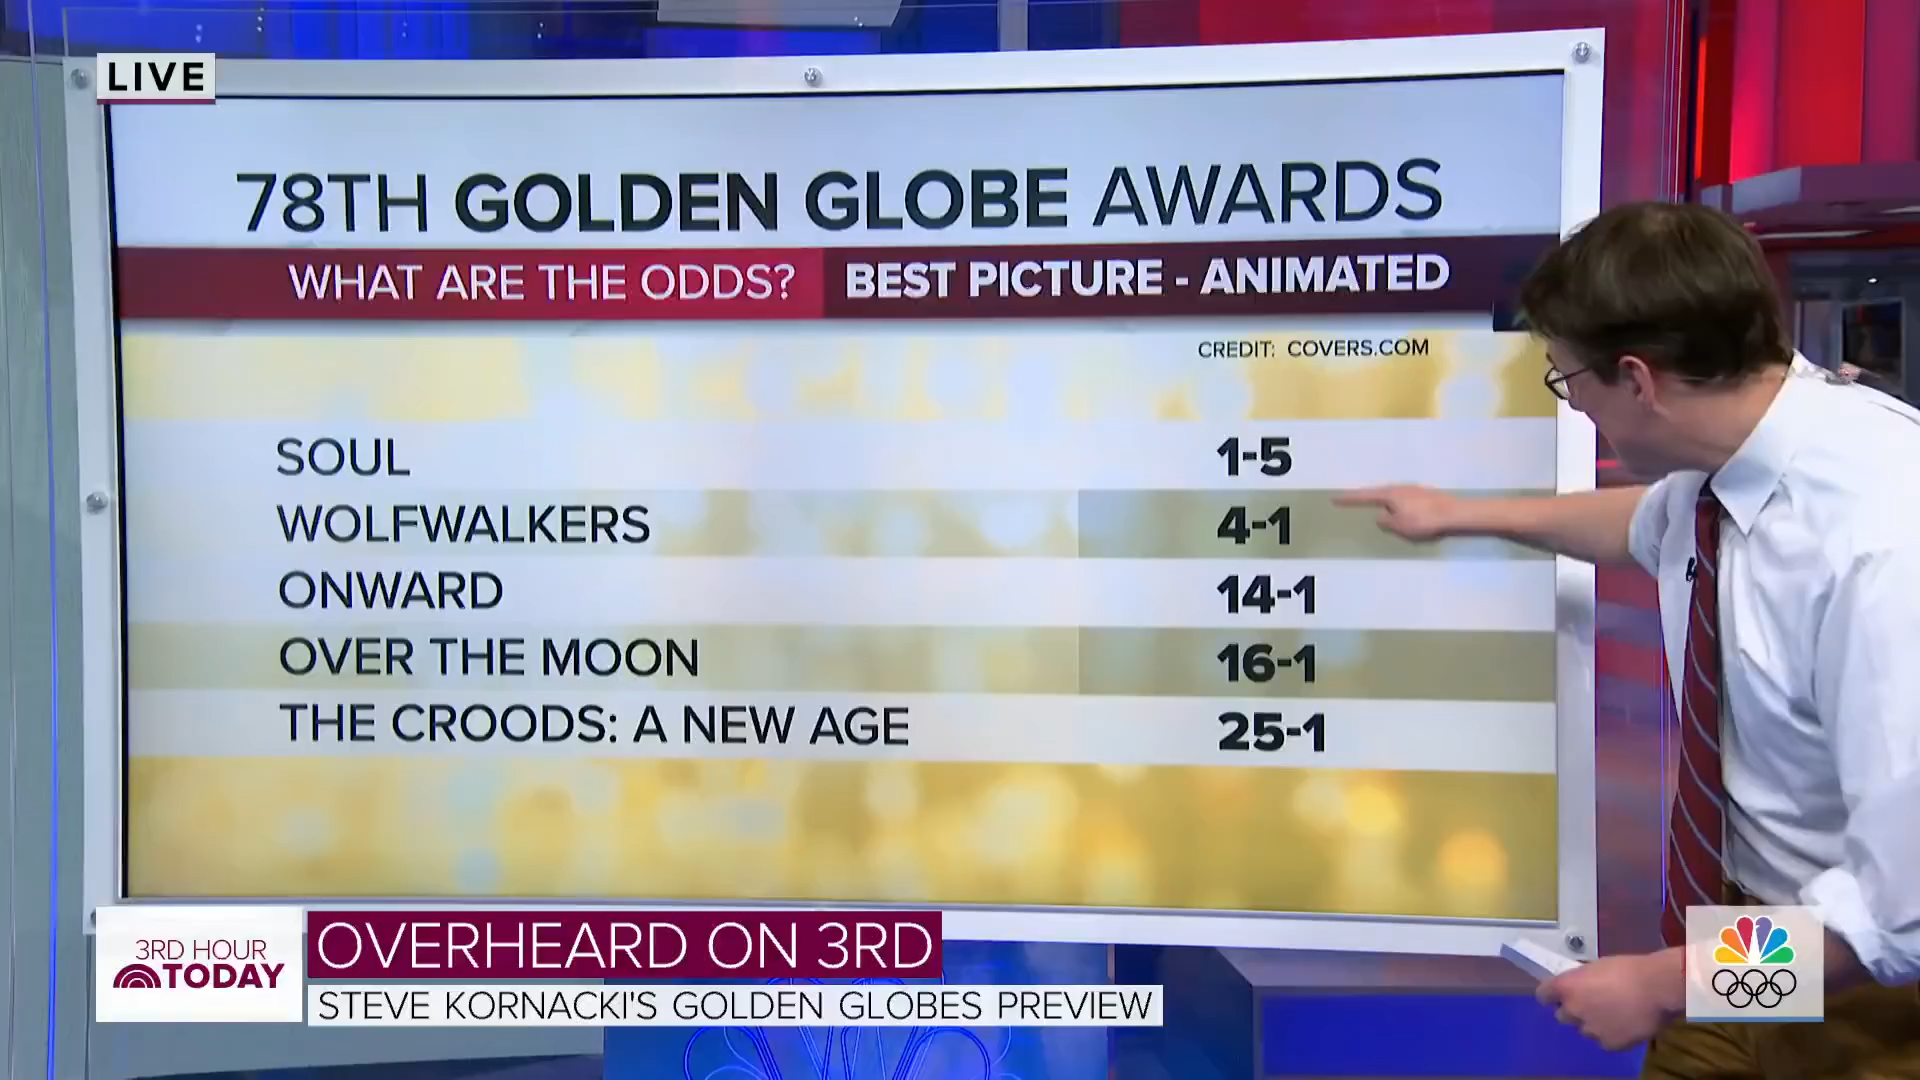 LIVE
78TH GOLDEN GLOBE AWARDS
WHAT ARE THE ODDS? BEST PICTURE - ANIMATED
CREDIT: COVERS.COM
SOUL 1-5
WOLFWALKERS 4-1
ONWARD 14-1
OVER THE MOON 16-1
THE CROODS: A NEW AGE 25-1
3RD HOUR
TODAY
OVERHEARD ON 3RD
STEVE KORNACKI'S GOLDEN GLOBES PREVIEW